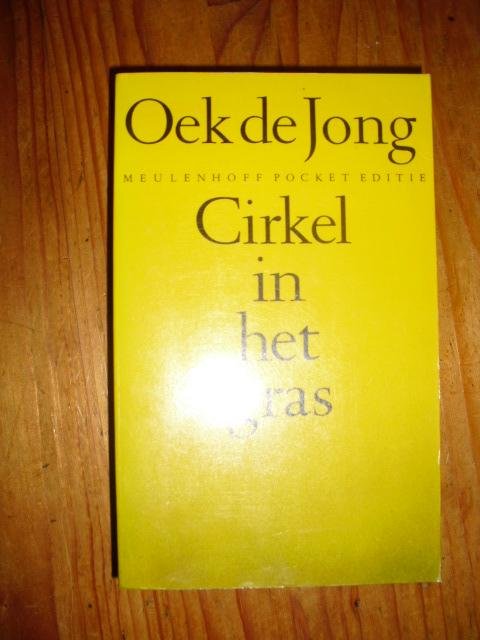 Oek de Jong
MEULENHOFF POCKET EDITIE
Cirkel
in
het
gras